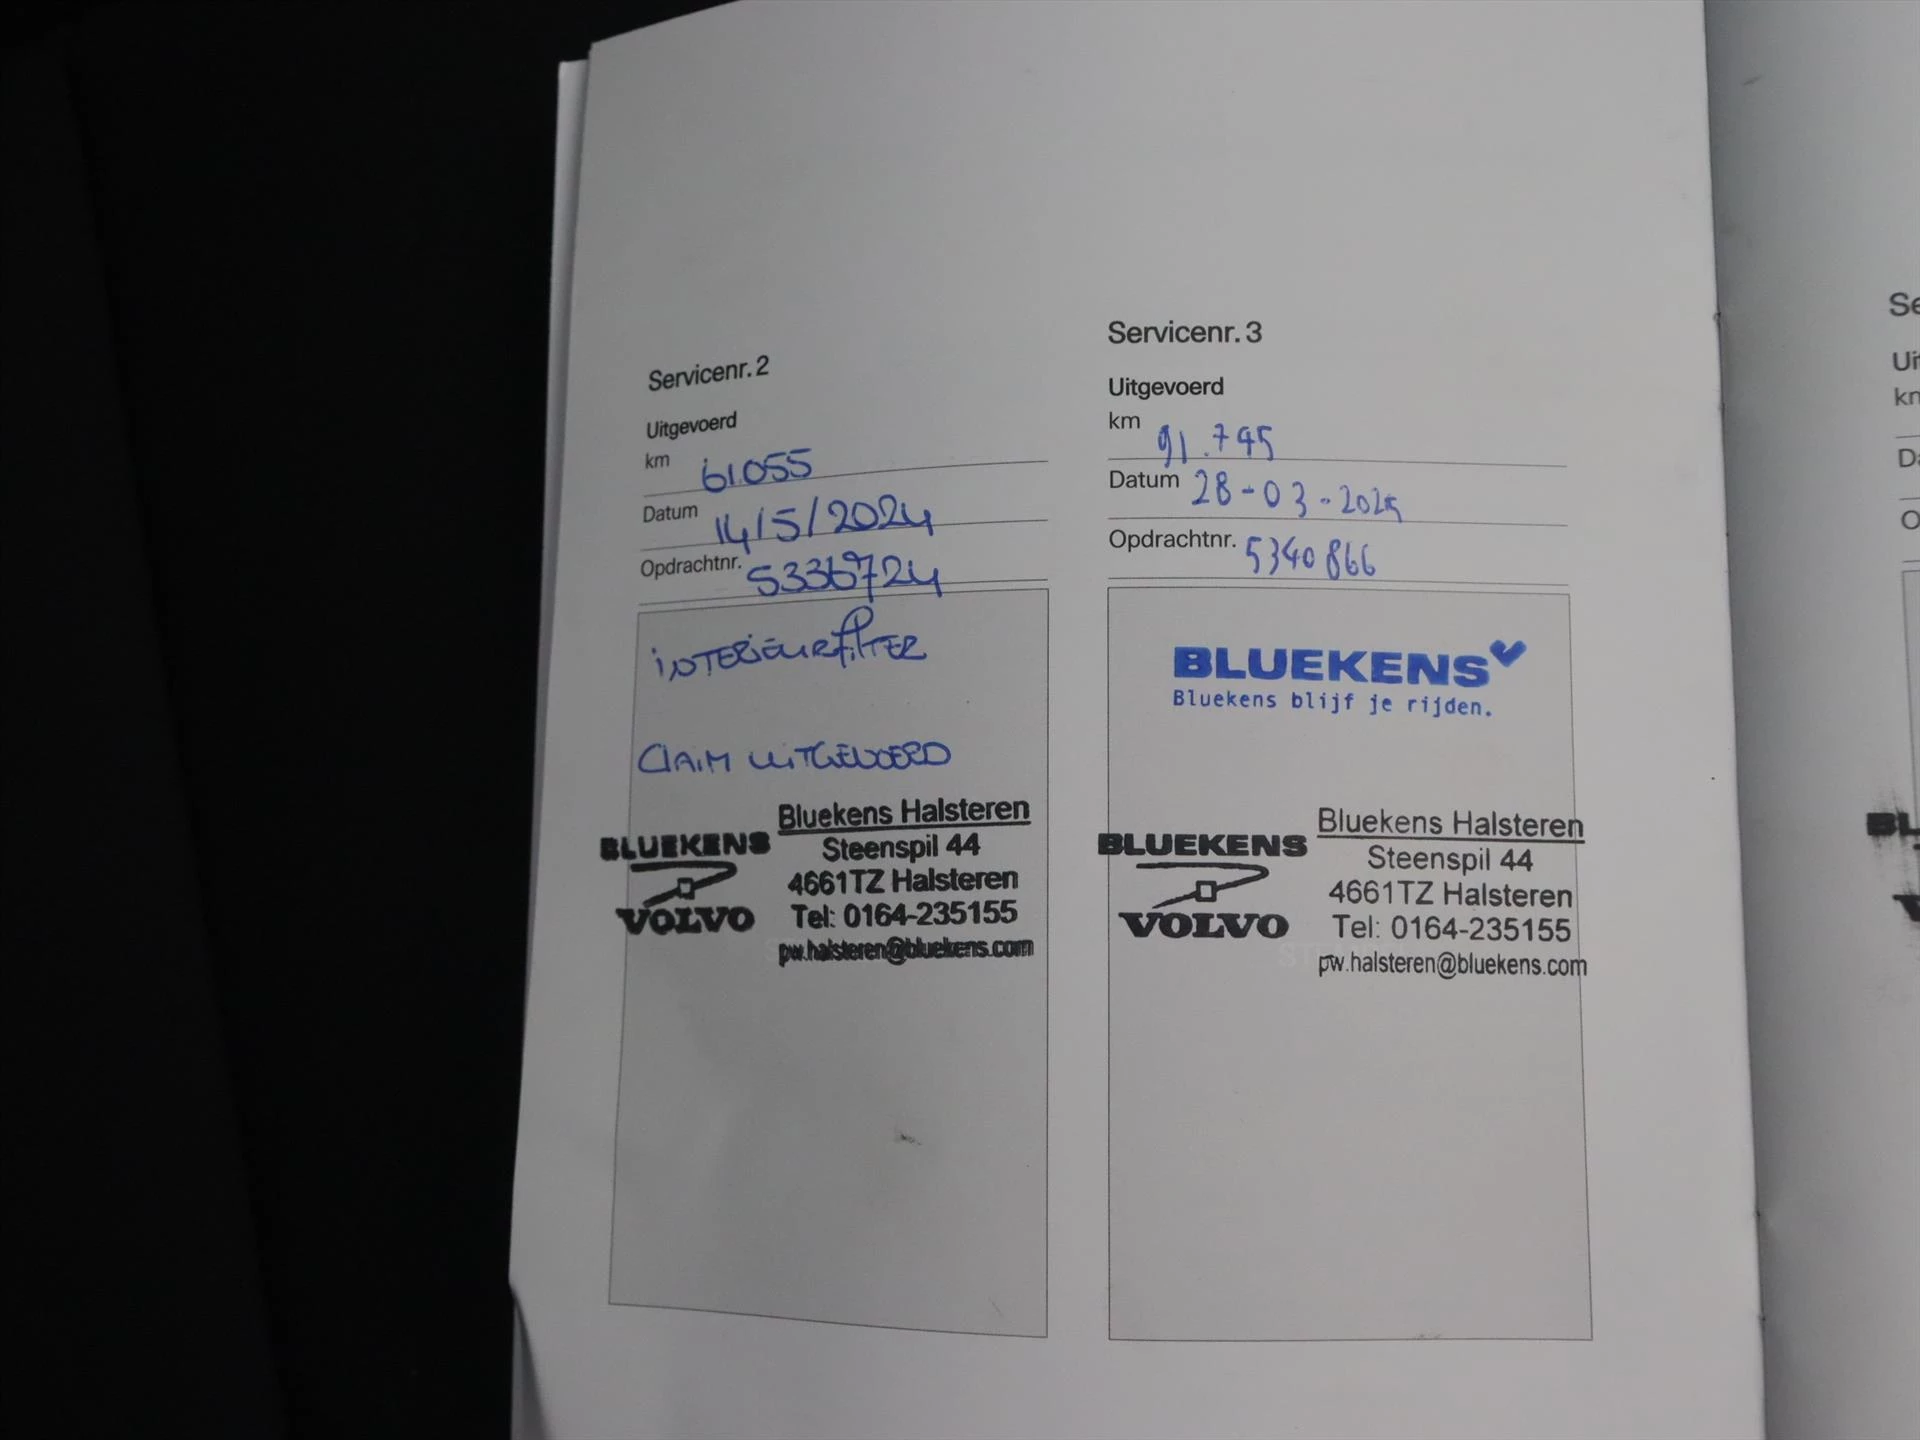 Servicenr. 2
Uitgevoerd
km 61.055
Datum 14/5/2024
Opdrachtnr. 5336724
INTERIEURFILTER
CLAIM UITGEVOERD
BLUEKENS
VOLVO
Bluekens Halsteren
Steenspil 44
4661TZ Halsteren
Tel: 0164-235155
pw.halsteren@bluekens.com
Servicenr. 3
Uitgevoerd
km 91.745
Datum 28-03-2025
Opdrachtnr. 5340866
BLUEKENS
Bluekens blijf je rijden.
BLUEKENS
VOLVO
Bluekens Halsteren
Steenspil 44
4661TZ Halsteren
Tel: 0164-235155
pw.halsteren@bluekens.com